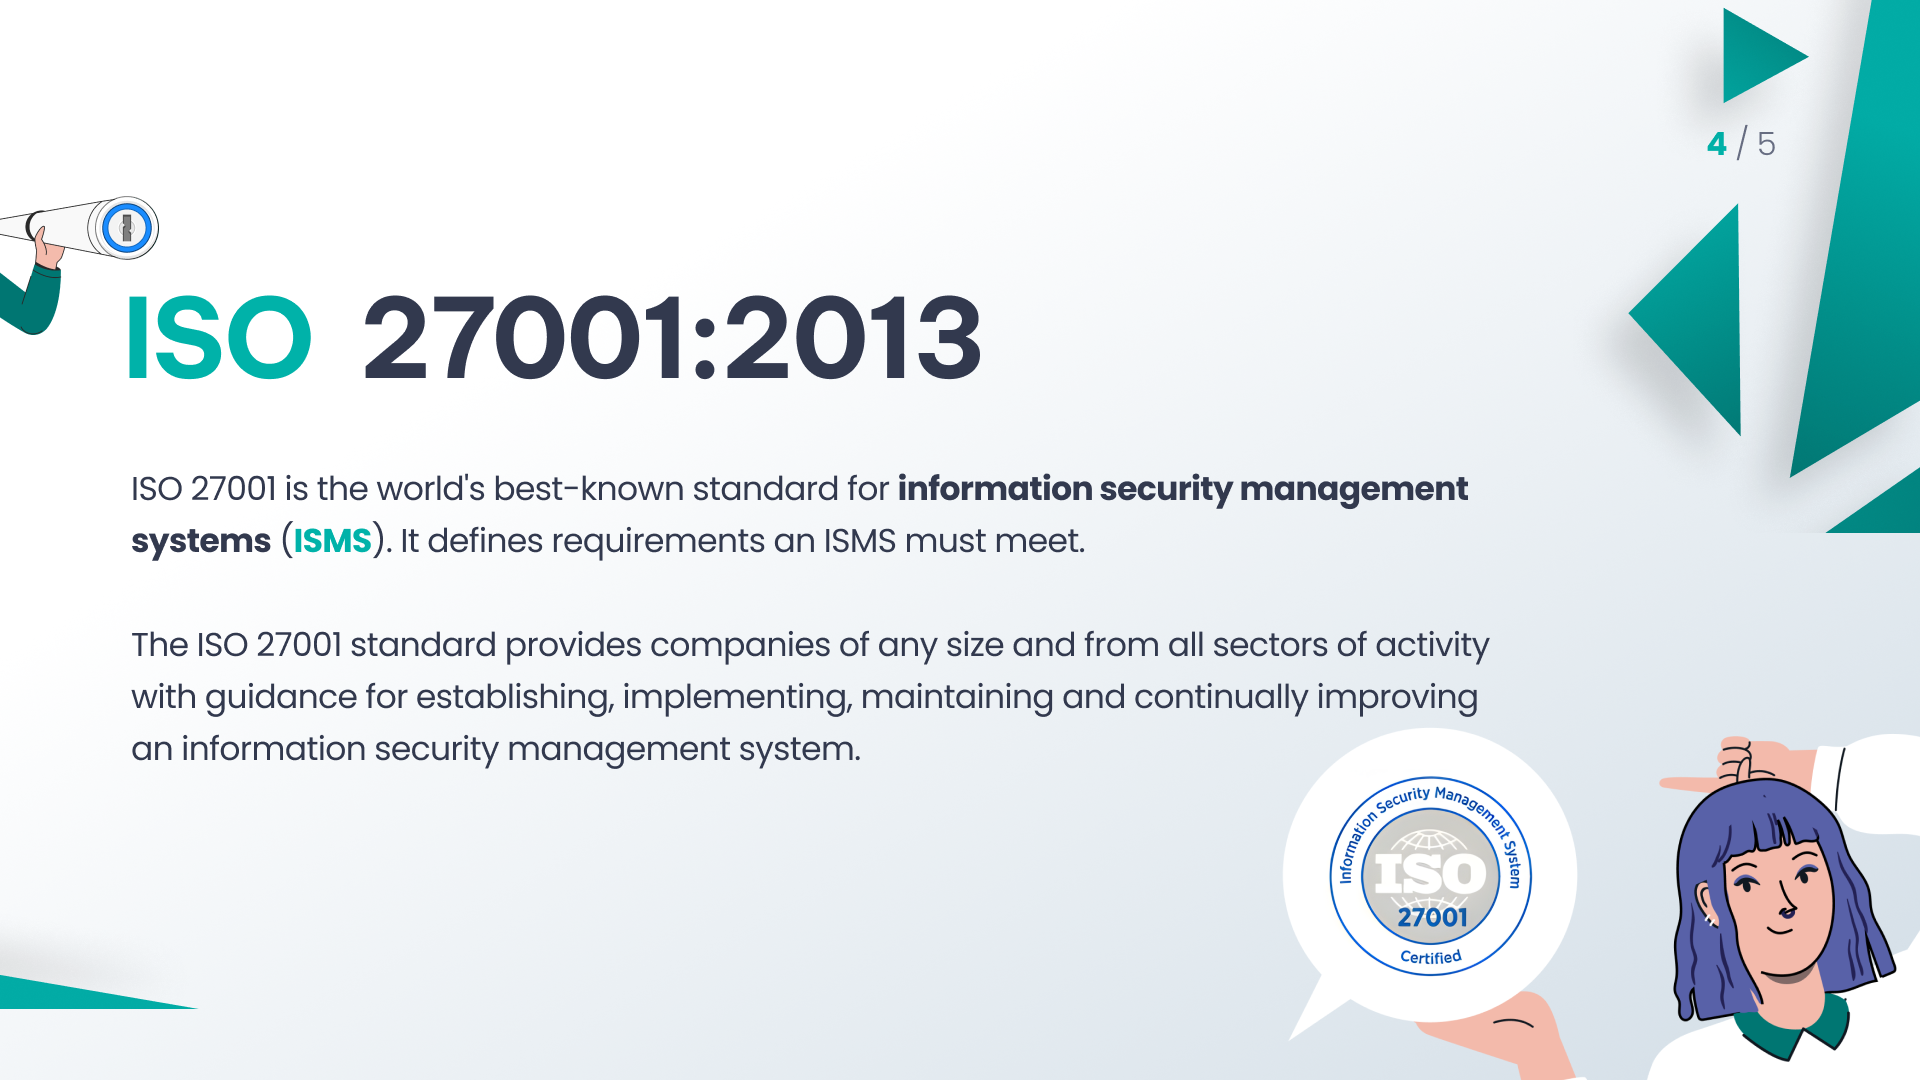 4 / 5
ISO 27001:2013
ISO 27001 is the world's best-known standard for information security management
systems (ISMS). It defines requirements an ISMS must meet.
The ISO 27001 standard provides companies of any size and from all sectors of activity
with guidance for establishing, implementing, maintaining and continually improving
an information security management system.
Information Security Management System
ISO
27001
Certified